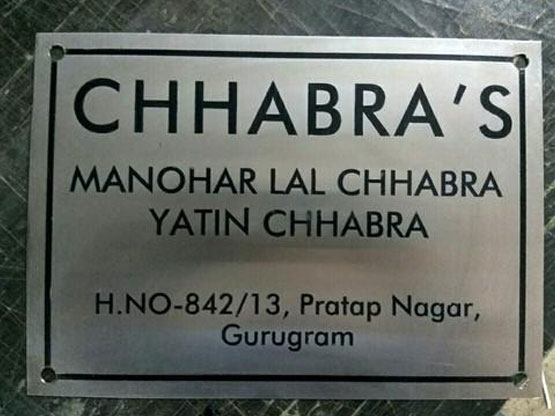 CHHABRA'S
MANOHAR LAL CHHABRA
YATIN CHHABRA
H.NO-842/13, Pratap Nagar,
Gurugram